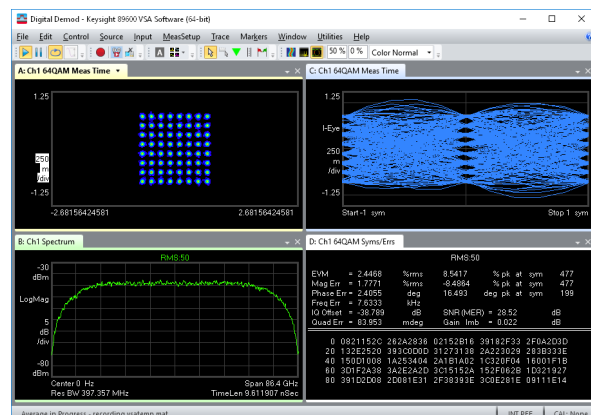 Digital Demod - Keysight 89600 VSA Software (64-bit)
File Edit Control Source Input MeasSetup Trace Markers Window Utilities Help
50 % 0 % Color Normal
A: Ch1 64QAM Meas Time
1.25
250
m
/div
-1.25
-2.68156424581 2.68156424581
C: Ch1 64QAM Meas Time
1.25
I-Eye
250
m
/div
-1.25
Start -1 sym Stop 1 sym
B: Ch1 Spectrum
RMS:50
-30
dBm
LogMag
5
dB
/div
-80
dBm
Center 0 Hz Span 86.4 GHz
Res BW 397.357 MHz TimeLen 9.611907 nSec
D: Ch1 64QAM Syms/Errs
RMS:50
EVM = 2.4468 %rms 8.5417 % pk at sym 477
Mag Err = 1.7771 %rms -8.4864 % pk at sym 477
Phase Err = 2.4055 deg 16.493 deg pk at sym 199
Freq Err = 7.6333 kHz
IQ Offset = -38.789 dB SNR (MER) = 28.52 dB
Quad Err = 83.953 mdeg Gain Imb = 0.022 dB
0 0821152C 262A2836 02152B16 39182F33 2F0A2D3D
20 132E2520 393C0D0D 31273138 2A223029 283B333E
40 150D1008 1A253404 2A1B1A02 1C320F04 16001F1B
60 3D1F2A38 3A2E2A2D 3C15152A 152F062B 1D321927
80 391D2D08 2D081E31 2F38393E 3C0E281E 09111E14
Average in Progress - recording watemp.mat INT REF CAL: None